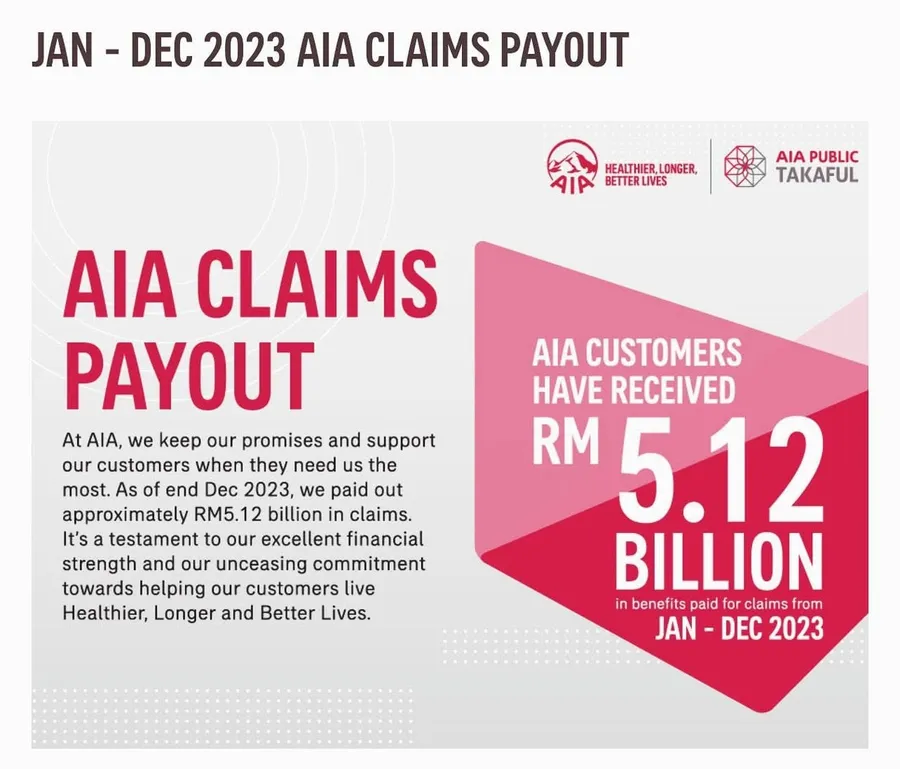 JAN - DEC 2023 AIA CLAIMS PAYOUT
AIA
HEALTHIER, LONGER,
BETTER LIVES
AIA PUBLIC
TAKAFUL
AIA CLAIMS
PAYOUT
At AIA, we keep our promises and support
our customers when they need us the
most. As of end Dec 2023, we paid out
approximately RM5.12 billion in claims.
It's a testament to our excellent financial
strength and our unceasing commitment
towards helping our customers live
Healthier, Longer and Better Lives.
AIA CUSTOMERS
HAVE RECEIVED
RM 5.12
BILLION
in benefits paid for claims from
JAN - DEC 2023